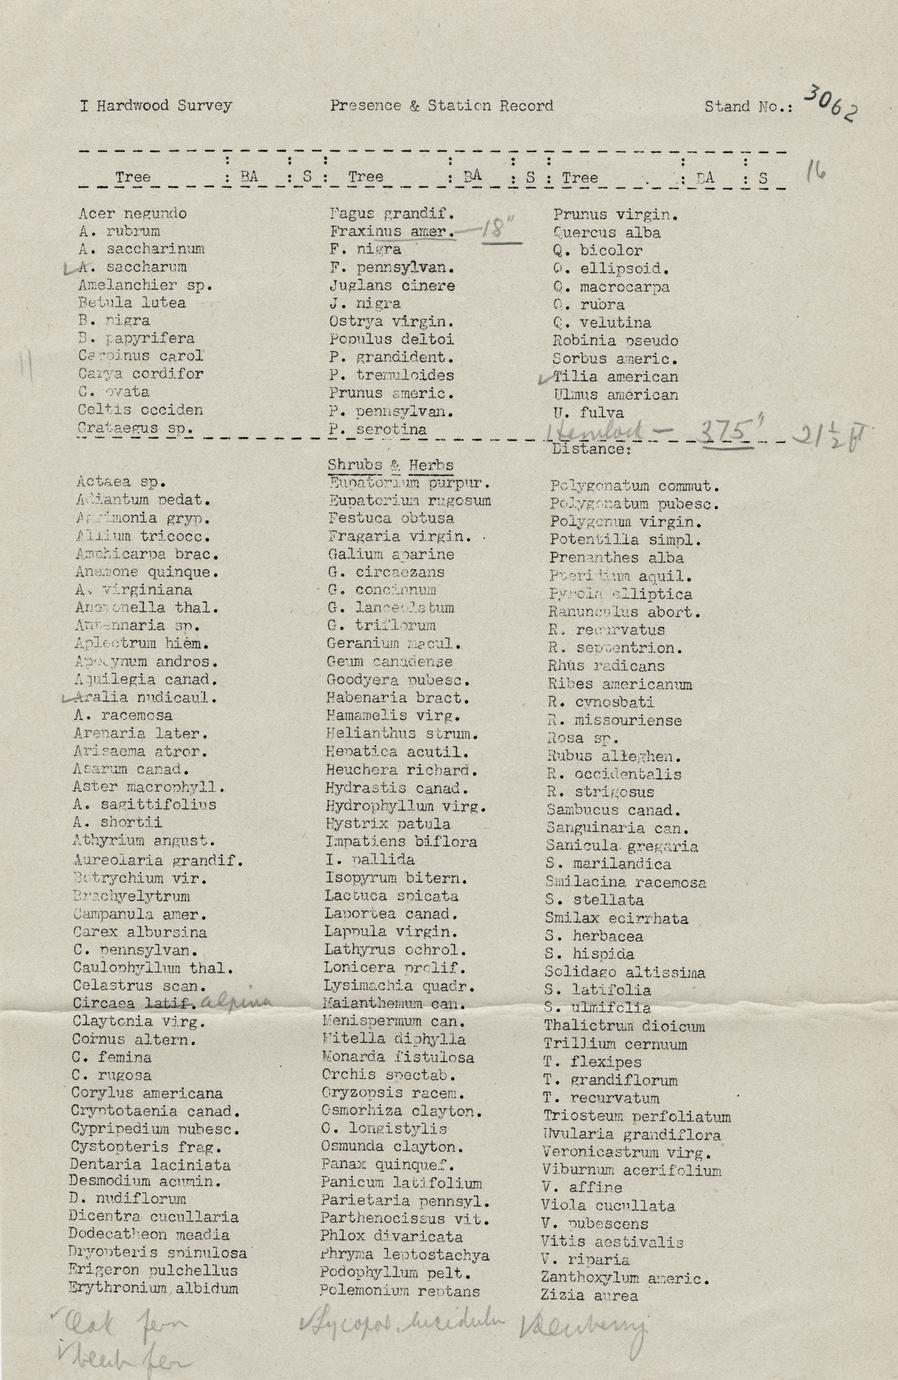 I Hardwood Survey Presence & Station Record Stand No.: 3062
Tree : BA : S : Tree : BA : S : Tree : BA : S 16
Acer negundo
A. rubrum
A. saccharinum
A. saccharum
Amelanchier sp.
Betula lutea
B. nigra
B. papyrifera
Carpinus carol
Carya cordifor
C. ovata
Celtis occiden
Crataegus sp.
Fagus grandif.
Fraxinus amer. — 18"
F. nigra
F. pennsylvan.
Juglans cinere
J. nigra
Ostrya virgin.
Populus deltoi
P. grandident.
P. tremuloides
Prunus americ.
P. pennsylvan.
P. serotina
Prunus virgin.
Quercus alba
Q. bicolor
Q. ellipsoid.
Q. macrocarpa
Q. rubra
Q. velutina
Robinia pseudo
Sorbus americ.
Tilia american
Ulmus american
U. fulva
Hemlock — 375" 21½ ft
Distance:
Shrubs & Herbs
Actaea sp.
Adiantum pedat.
Agrimonia gryp.
Allium tricocc.
Amphicarpa brac.
Anemone quinque.
A. virginiana
Anemonella thal.
Antennaria sp.
Aplectrum hiem.
Apocynum andros.
Aquilegia canad.
Aralia nudicaul.
A. racemosa
Arenaria later.
Arisaema atror.
Asarum canad.
Aster macrophyll.
A. sagittifolius
A. shortii
Athyrium angust.
Aureolaria grandif.
Botrychium vir.
Brachyelytrum
Campanula amer.
Carex albursina
C. pennsylvan.
Caulophyllum thal.
Celastrus scan.
Circaea latif. alpina
Claytonia virg.
Cornus altern.
C. femina
C. rugosa
Corylus americana
Cryptotaenia canad.
Cypripedium pubesc.
Cystopteris frag.
Dentaria laciniata
Desmodium acumin.
D. nudiflorum
Dicentra cucullaria
Dodecatheon meadia
Dryopteris spinulosa
Erigeron pulchellus
Erythronium albidum
Eupatorium purpur.
Eupatorium rugosum
Festuca obtusa
Fragaria virgin.
Galium aparine
G. circaezans
G. concinnum
G. lanceolatum
G. triflorum
Geranium macul.
Geum canadense
Goodyera pubesc.
Habenaria bract.
Hamamelis virg.
Helianthus strum.
Hepatica acutil.
Heuchera richard.
Hydrastis canad.
Hydrophyllum virg.
Hystrix patula
Impatiens biflora
I. pallida
Isopyrum bitern.
Lactuca spicata
Laportea canad.
Lappula virgin.
Lathyrus ochrol.
Lonicera prolif.
Lysimachia quadr.
Maianthemum can.
Menispermum can.
Mitella diphylla
Monarda fistulosa
Orchis spectab.
Oryzopsis racem.
Osmorhiza clayton.
O. longistylis
Osmunda clayton.
Panax quinquef.
Panicum latifolium
Parietaria pennsyl.
Parthenocissus vit.
Phlox divaricata
Phryma leptostachya
Podophyllum pelt.
Polemonium reptans
Polygonatum commut.
Polygonatum pubesc.
Polygonum virgin.
Potentilla simpl.
Prenanthes alba
Pteridium aquil.
Pyrola elliptica
Ranunculus abort.
R. recurvatus
R. septentrion.
Rhus radicans
Ribes americanum
R. cynosbati
R. missouriense
Rosa sp.
Rubus alleghen.
R. occidentalis
R. strigosus
Sambucus canad.
Sanguinaria can.
Sanicula gregaria
S. marilandica
Smilacina racemosa
S. stellata
Smilax ecirrhata
S. herbacea
S. hispida
Solidago altissima
S. latifolia
S. ulmifolia
Thalictrum dioicum
Trillium cernuum
T. flexipes
T. grandiflorum
T. recurvatum
Triosteum perfoliatum
Uvularia grandiflora
Veronicastrum virg.
Viburnum acerifolium
V. affine
Viola cucullata
V. pubescens
Vitis aestivalis
V. riparia
Zanthoxylum americ.
Zizia aurea
Oak fern Lycopod. lucidulu Dewberry
beech fer